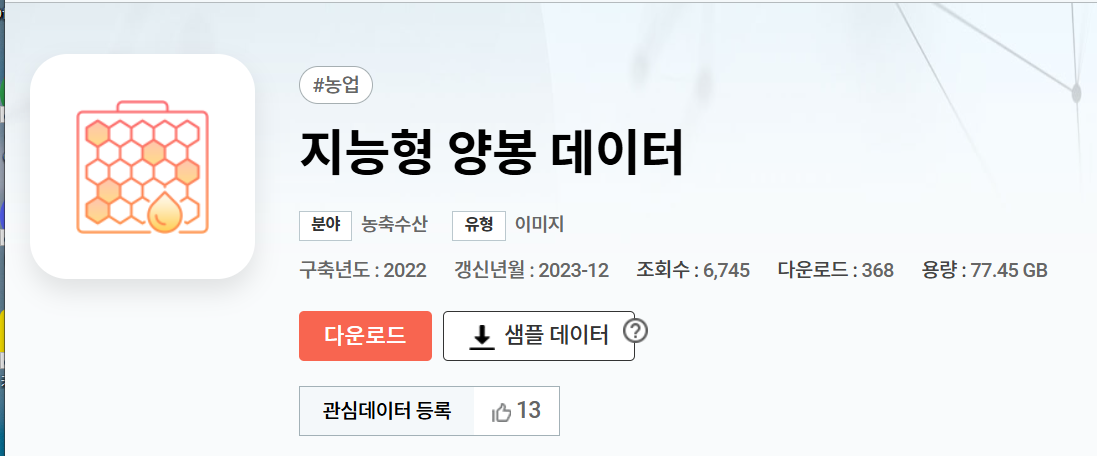 #농업
지능형 양봉 데이터
분야 농축수산 유형 이미지
구축년도 : 2022 갱신년월 : 2023-12 조회수 : 6,745 다운로드 : 368 용량 : 77.45 GB
다운로드 샘플 데이터 ?
관심데이터 등록 13